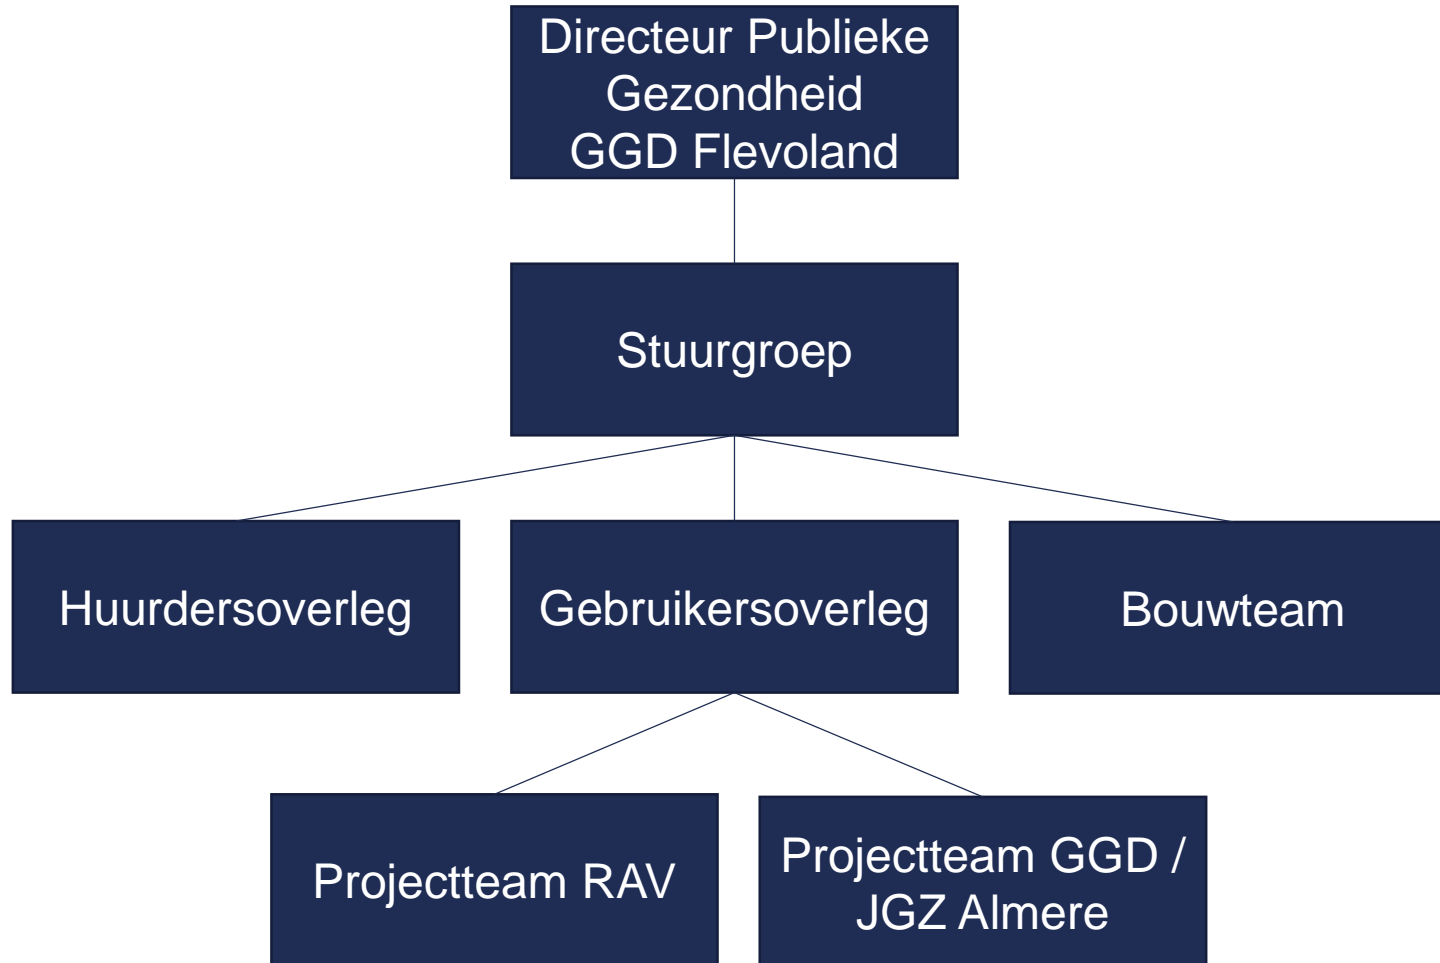 Directeur Publieke
Gezondheid
GGD Flevoland
Stuurgroep
Huurdersoverleg
Gebruikersoverleg
Bouwteam
Projectteam RAV
Projectteam GGD /
JGZ Almere